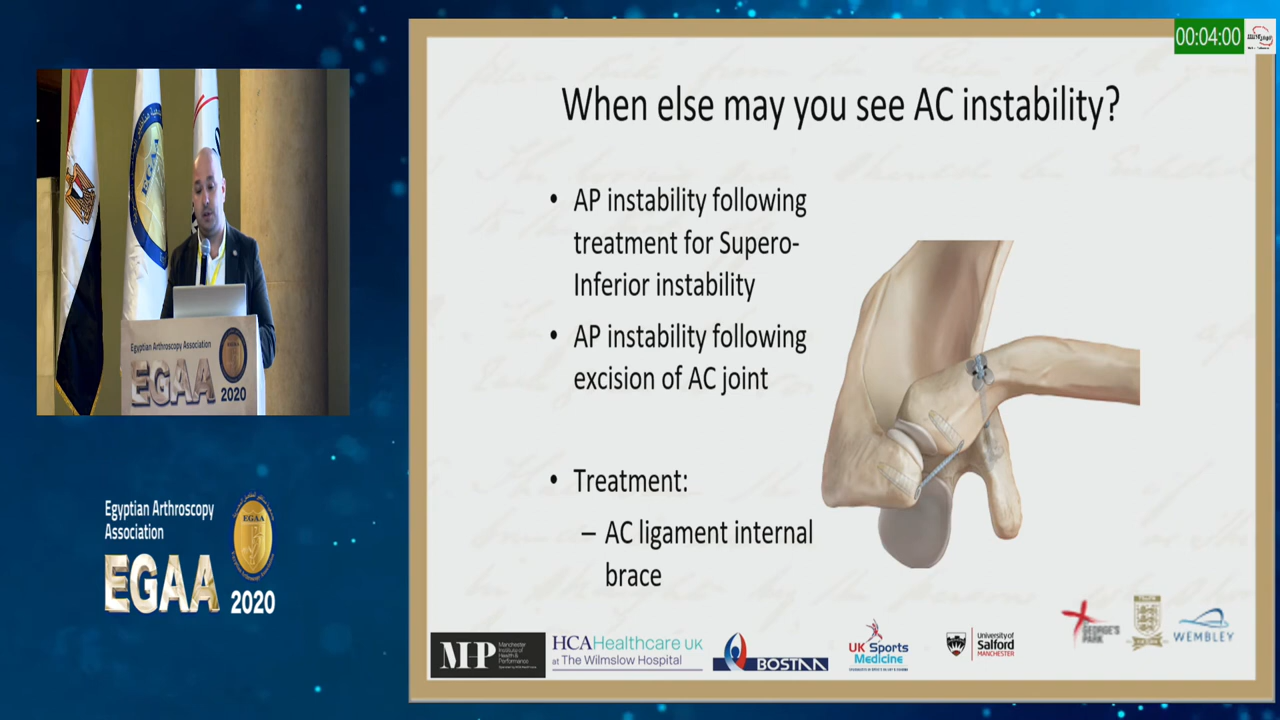 00:04:00
When else may you see AC instability?
• AP instability following
treatment for Supero-
Inferior instability
• AP instability following
excision of AC joint
• Treatment:
– AC ligament internal
brace
EGAA
Egyptian Arthroscopy Association
EGAA
2020
Egyptian Arthroscopy
Association
EGAA
EGAA
2020
MHP
Manchester
Institute of
Health &
Performance
HCAHealthcare UK
at The Wilmslow Hospital
BOSTAA
UK Sports
Medicine
University of
Salford
MANCHESTER
ST GEORGE'S
PARK
WEMBLEY